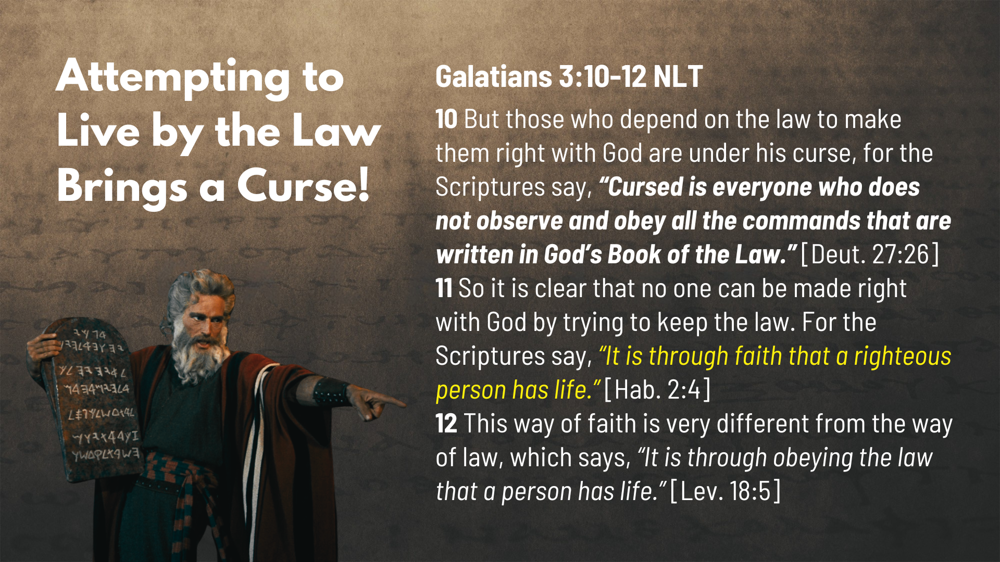 Attempting to
Live by the Law
Brings a Curse!
Galatians 3:10-12 NLT
10 But those who depend on the law to make
them right with God are under his curse, for the
Scriptures say, “Cursed is everyone who does
not observe and obey all the commands that are
written in God’s Book of the Law.” [Deut. 27:26]
11 So it is clear that no one can be made right
with God by trying to keep the law. For the
Scriptures say, “It is through faith that a righteous
person has life.” [Hab. 2:4]
12 This way of faith is very different from the way
of law, which says, “It is through obeying the law
that a person has life.” [Lev. 18:5]